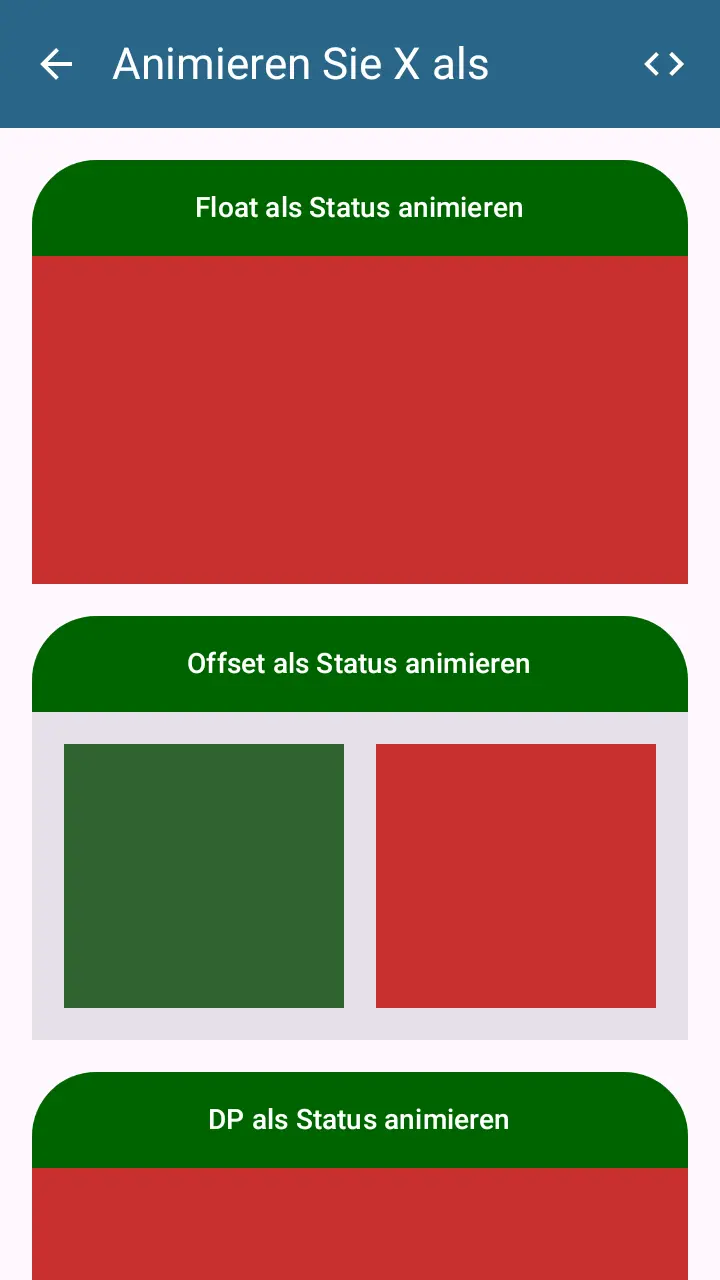 Animieren Sie X als
Float als Status animieren
Offset als Status animieren
DP als Status animieren